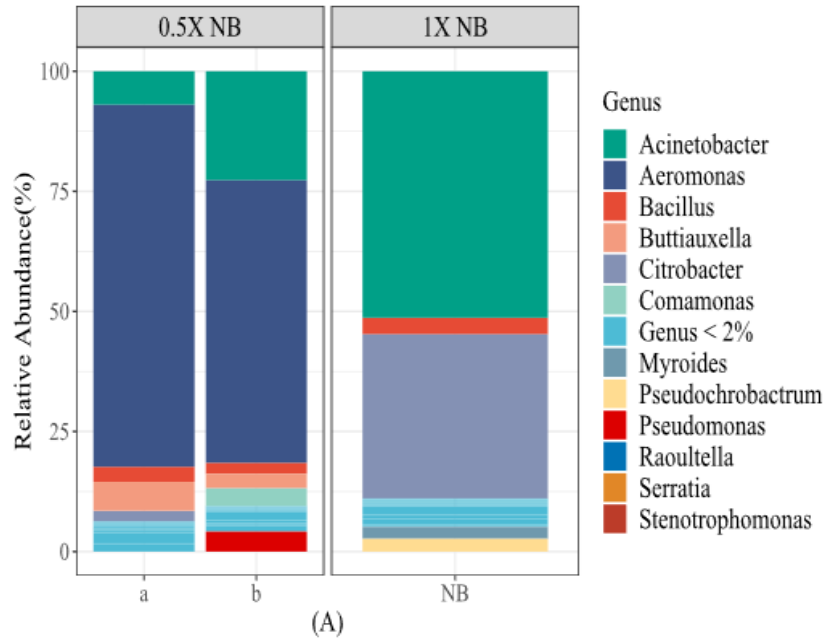 0.5X NB 1X NB
Relative Abundance(%)
100
75
50
25
0
a b NB
Genus
Acinetobacter
Aeromonas
Bacillus
Buttiauxella
Citrobacter
Comamonas
Genus < 2%
Myroides
Pseudochrobactrum
Pseudomonas
Raoultella
Serratia
Stenotrophomonas
(A)